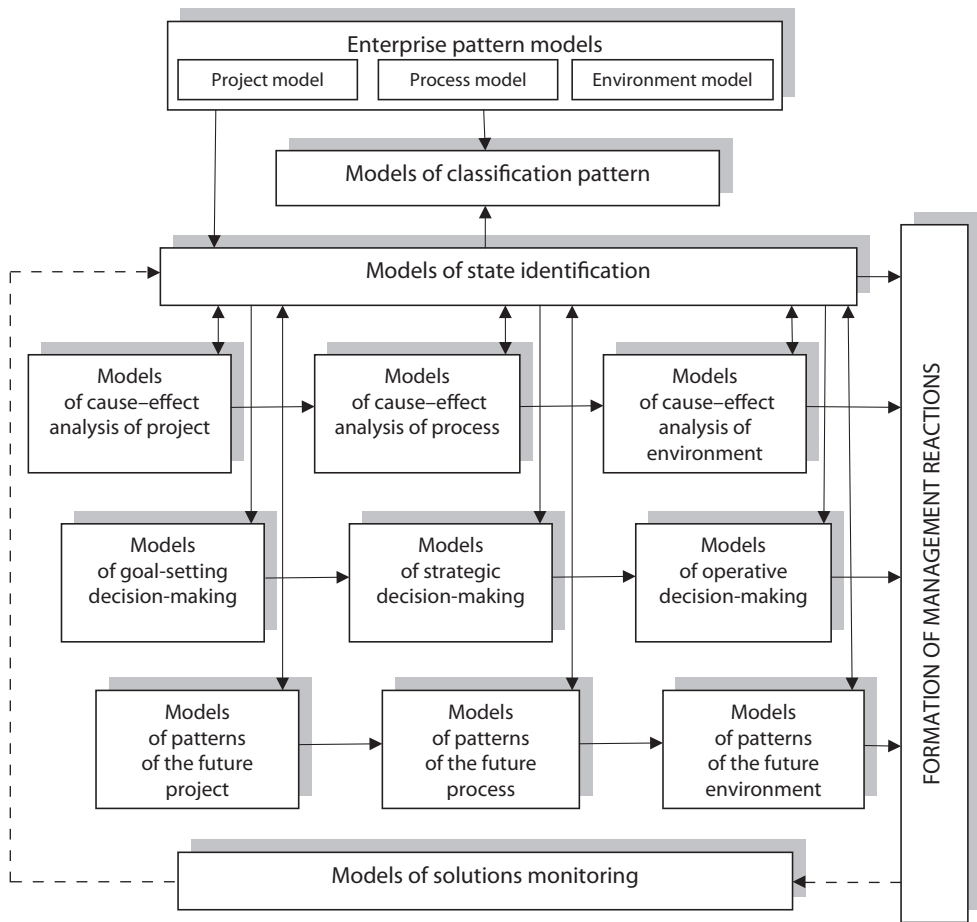 Enterprise pattern models
Project model
Process model
Environment model
Models of classification pattern
Models of state identification
Models
of cause–effect
analysis of project
Models
of cause–effect
analysis of process
Models
of cause–effect
analysis of
environment
Models
of goal-setting
decision-making
Models
of strategic
decision-making
Models
of operative
decision-making
Models
of patterns
of the future
project
Models
of patterns
of the future
process
Models
of patterns
of the future
environment
FORMATION OF MANAGEMENT REACTIONS
Models of solutions monitoring